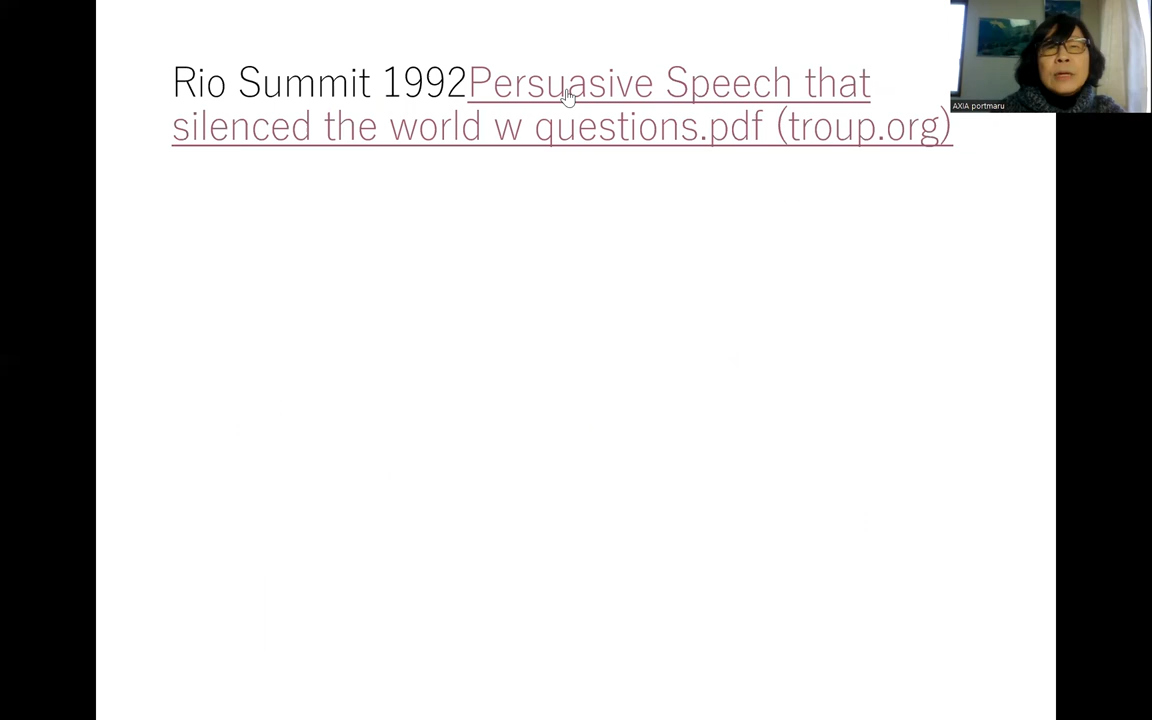 Rio Summit 1992Persuasive Speech that
silenced the world w questions.pdf (troup.org)
AXIA portmaru